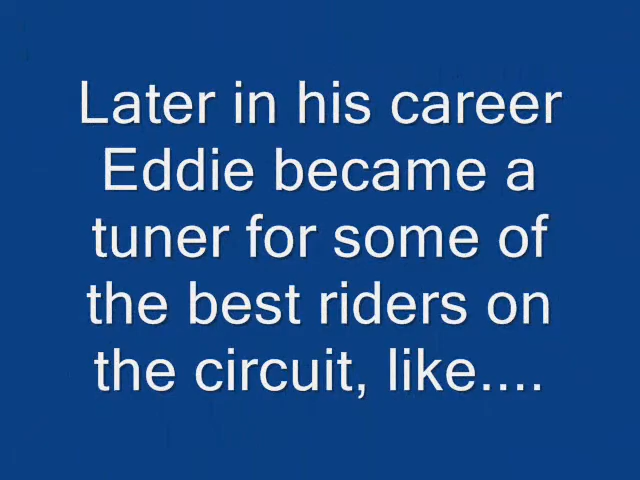 Later in his career
Eddie became a
tuner for some of
the best riders on
the circuit, like....